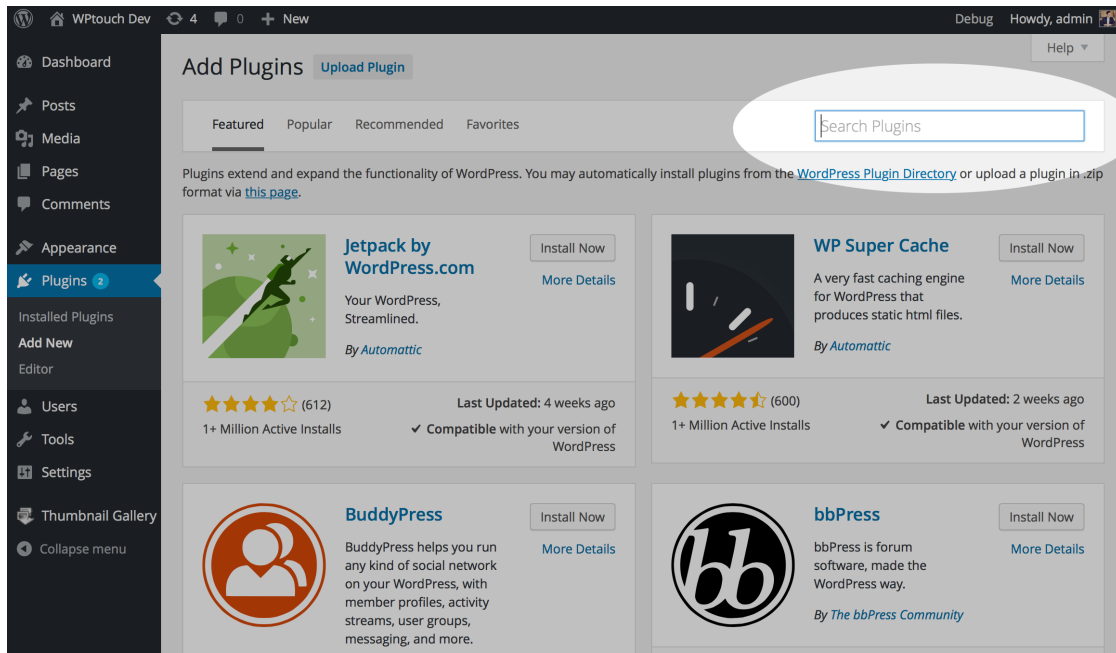 WPtouch Dev 4 0 + New Debug Howdy, admin
Help ▼
Dashboard
Posts
Media
Pages
Comments
Appearance
Plugins 2
Installed Plugins
Add New
Editor
Users
Tools
Settings
Thumbnail Gallery
Collapse menu
Add Plugins Upload Plugin
Featured Popular Recommended Favorites Search Plugins
Plugins extend and expand the functionality of WordPress. You may automatically install plugins from the WordPress Plugin Directory or upload a plugin in .zip
format via this page.
Jetpack by
WordPress.com
Install Now
More Details
Your WordPress,
Streamlined.
By Automattic
(612)
1+ Million Active Installs
Last Updated: 4 weeks ago
✔ Compatible with your version of
WordPress
WP Super Cache
Install Now
More Details
A very fast caching engine
for WordPress that
produces static html files.
By Automattic
(600)
1+ Million Active Installs
Last Updated: 2 weeks ago
✔ Compatible with your version of
WordPress
BuddyPress
Install Now
More Details
BuddyPress helps you run
any kind of social network
on your WordPress, with
member profiles, activity
streams, user groups,
messaging, and more.
bb
bbPress
Install Now
More Details
bbPress is forum
software, made the
WordPress way.
By The bbPress Community